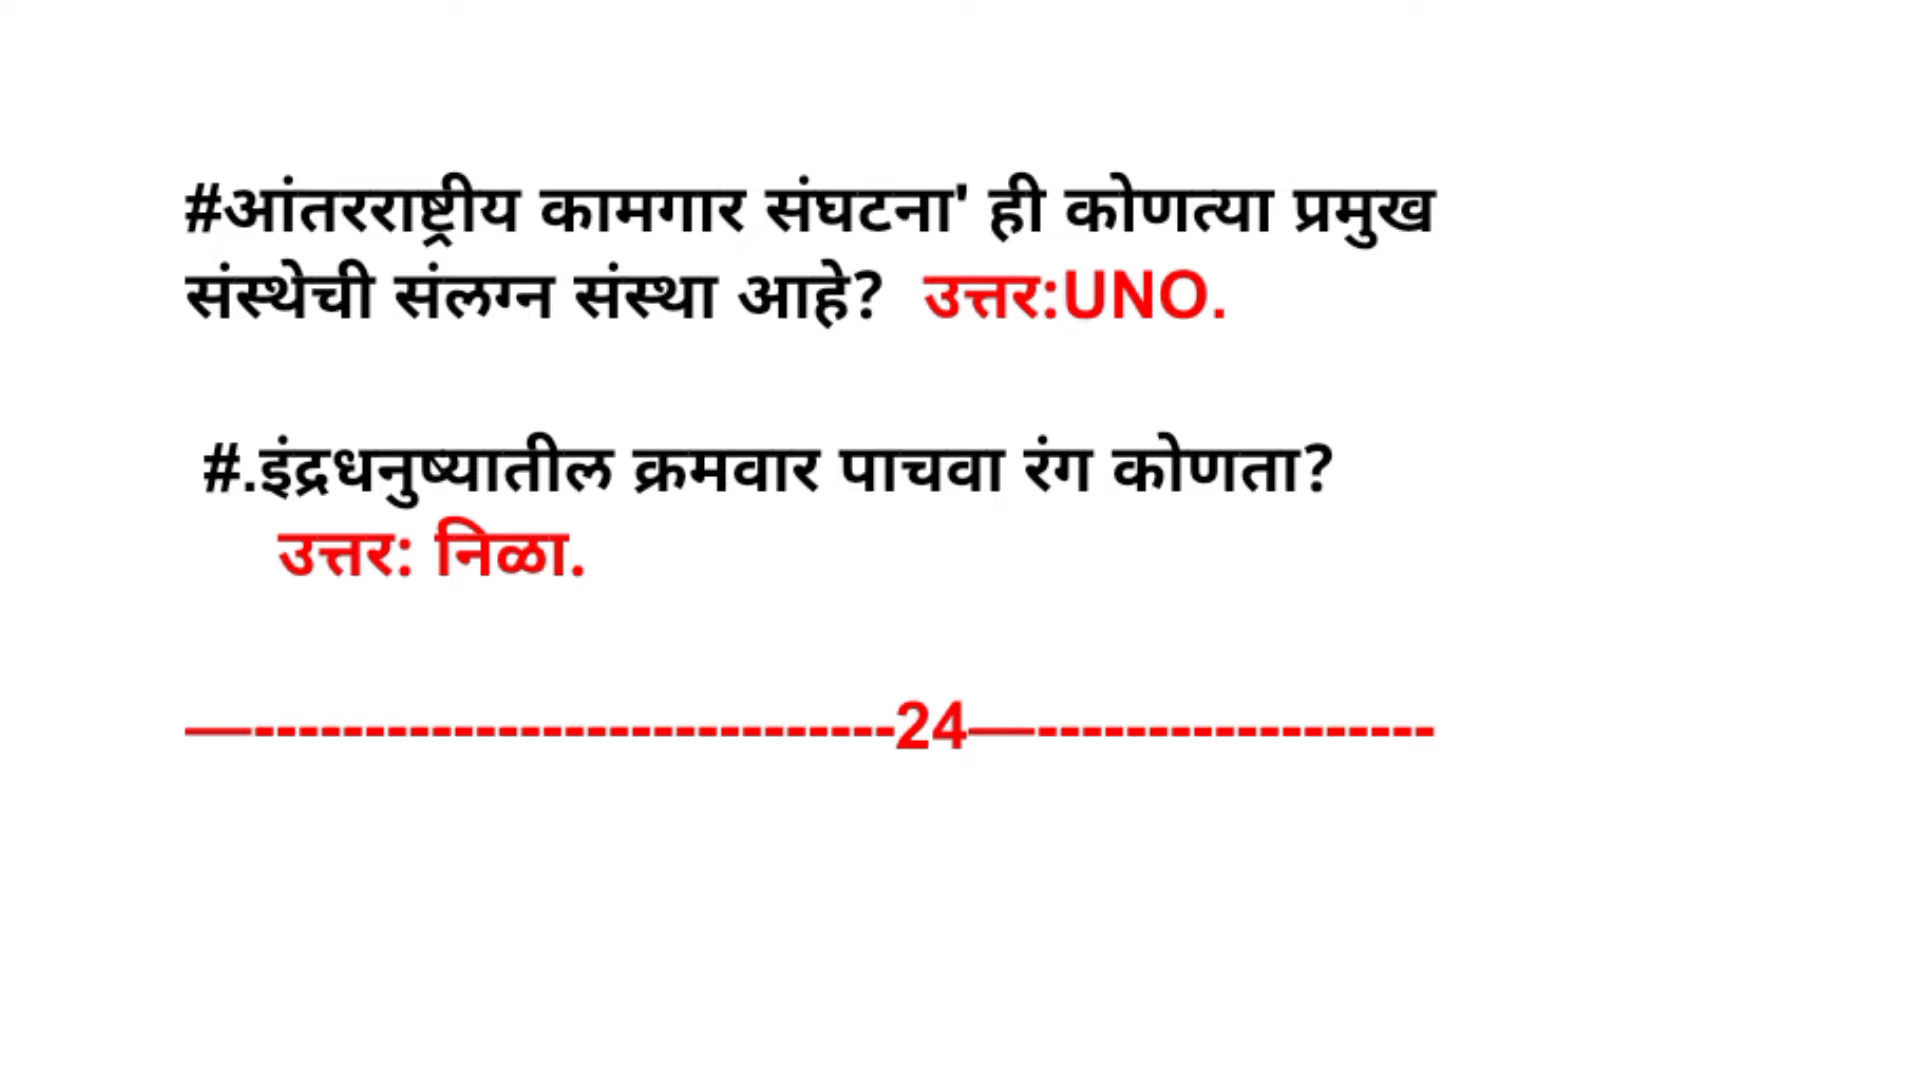 #आंतरराष्ट्रीय कामगार संघटना' ही कोणत्या प्रमुख
संस्थेची संलग्न संस्था आहे? उत्तर:UNO.
#.इंद्रधनुष्यातील क्रमवार पाचवा रंग कोणता?
उत्तर: निळा.
—-----------------------------24—------------------